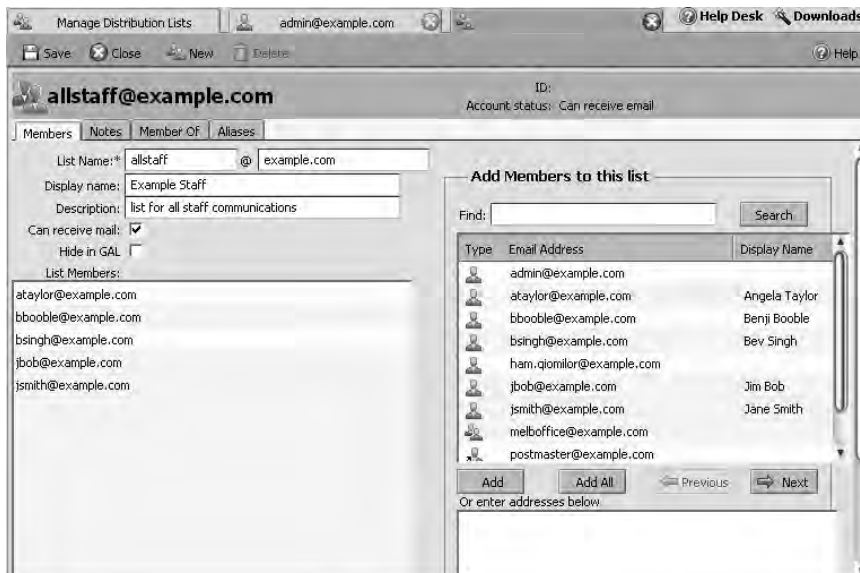 Manage Distribution Lists
admin@example.com
Help Desk
Downloads
Save
Close
New
Delete
Help
allstaff@example.com
ID:
Account status: Can receive email
Members
Notes
Member Of
Aliases
List Name:* allstaff @ example.com
Display name: Example Staff
Description: list for all staff communications
Can receive mail:
Hide in GAL
List Members:
ataylor@example.com
bbooble@example.com
bsingh@example.com
jbob@example.com
jsmith@example.com
Add Members to this list
Find:
Search
Type Email Address Display Name
admin@example.com
ataylor@example.com Angela Taylor
bbooble@example.com Benji Booble
bsingh@example.com Bev Singh
ham.qiomilor@example.com
jbob@example.com Jim Bob
jsmith@example.com Jane Smith
melboffice@example.com
postmaster@example.com
Add
Add All
Previous
Next
Or enter addresses below